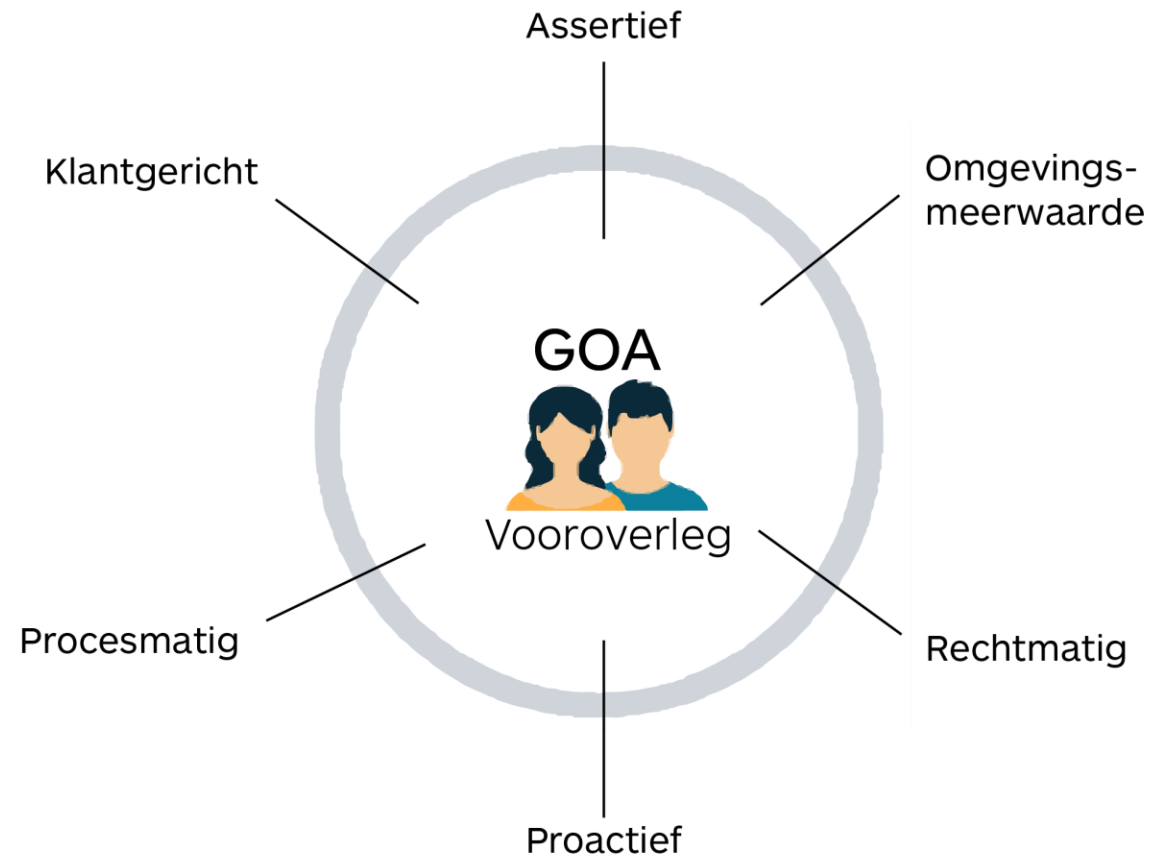 Assertief
Klantgericht
Omgevings-
meerwaarde
GOA
Vooroverleg
Procesmatig
Rechtmatig
Proactief